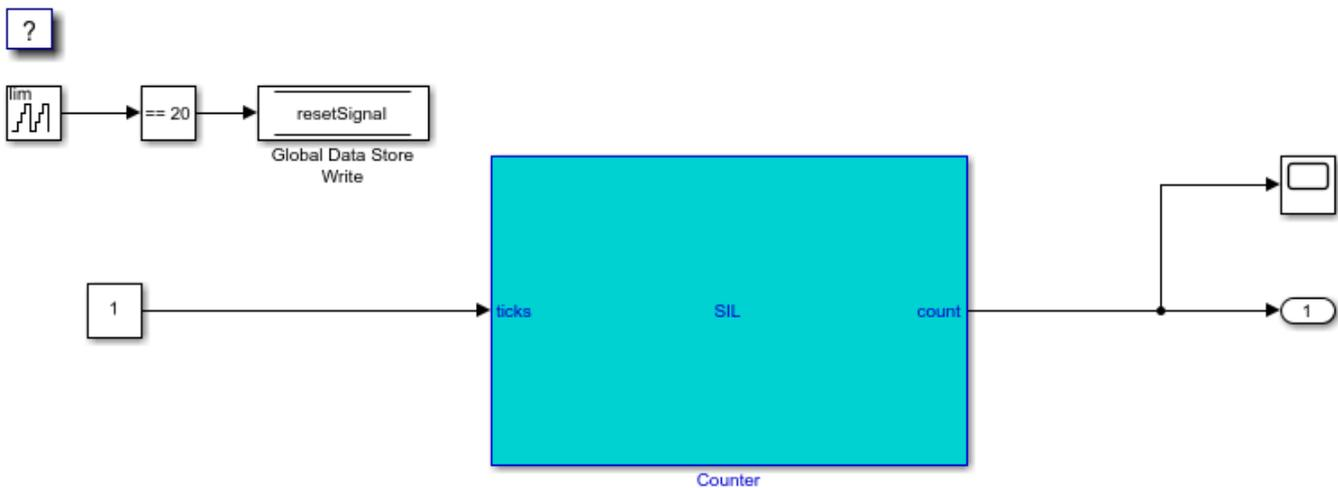 ?
lim
== 20
resetSignal
Global Data Store
Write
1
ticks
SIL
count
1
Counter